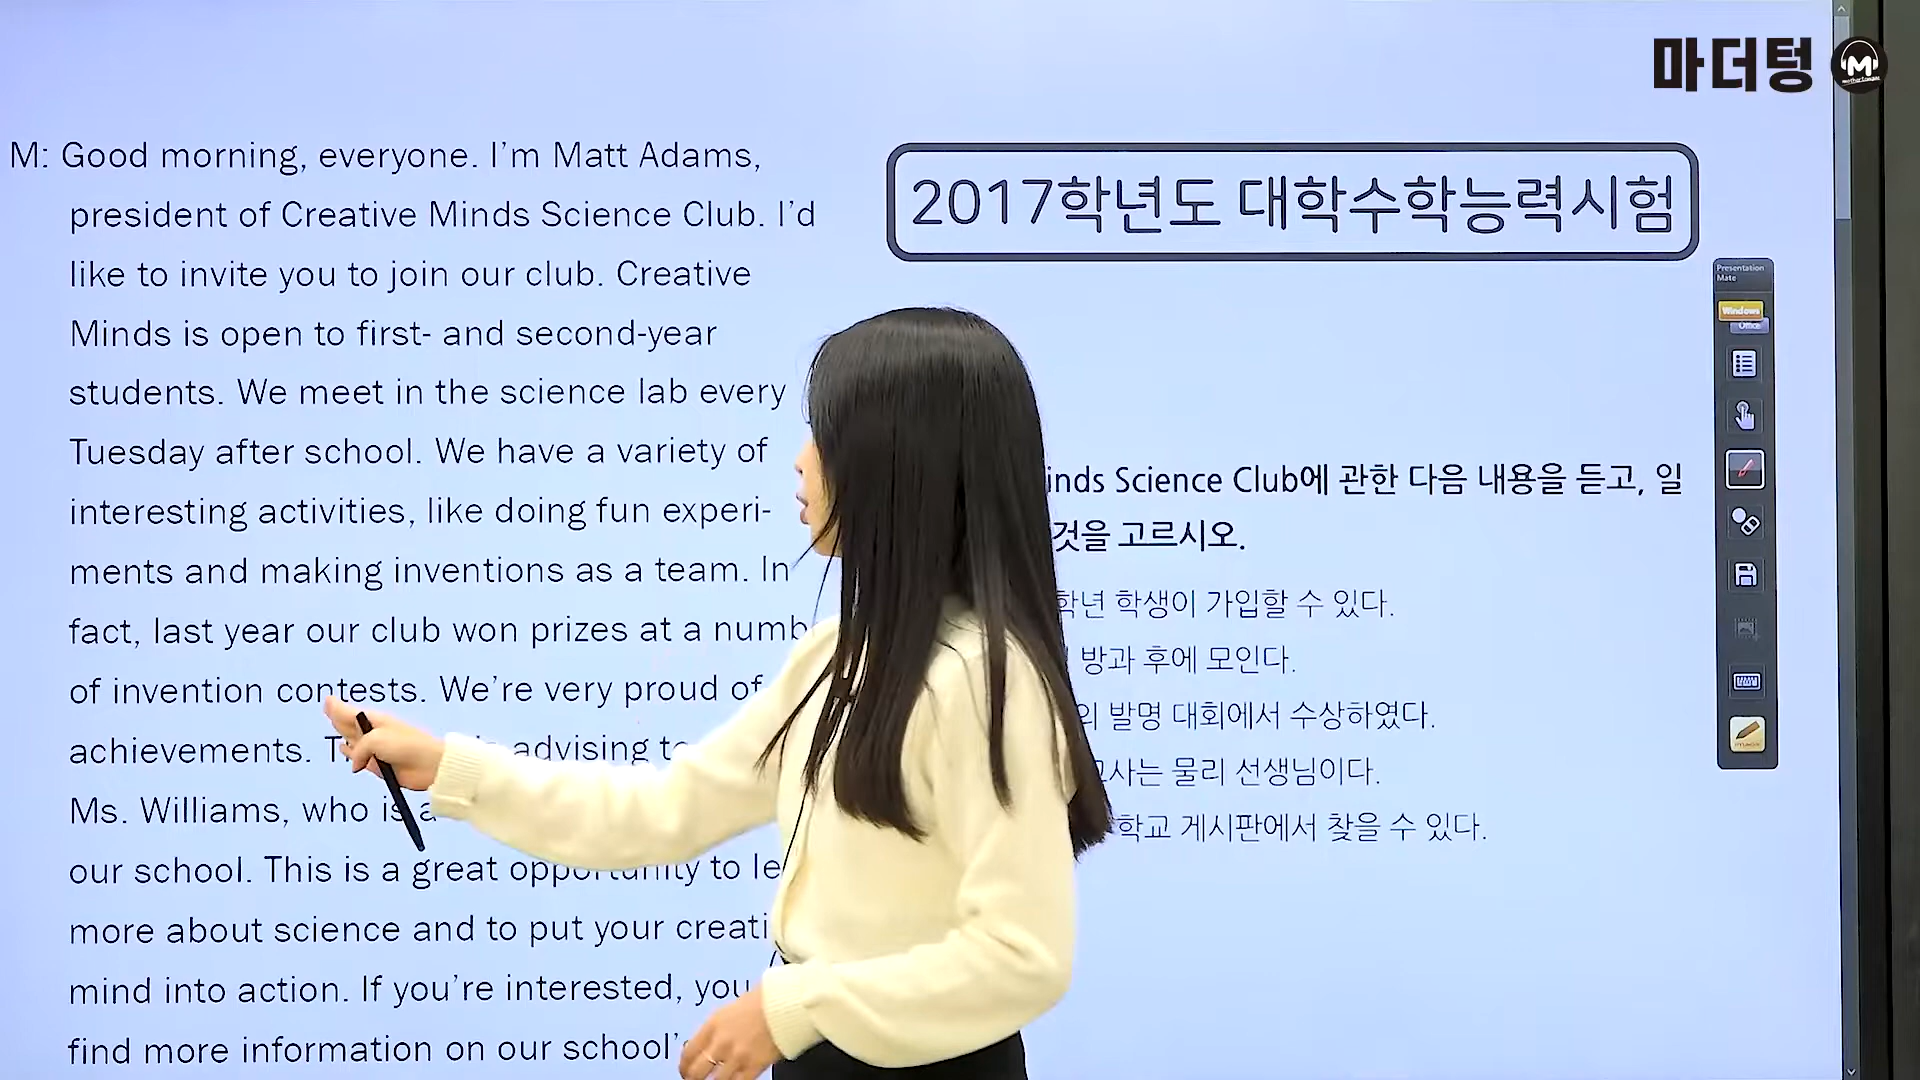 마더텅
M: Good morning, everyone. I'm Matt Adams,
president of Creative Minds Science Club. I'd
like to invite you to join our club. Creative
Minds is open to first- and second-year
students. We meet in the science lab every
Tuesday after school. We have a variety of
interesting activities, like doing fun experi-
ments and making inventions as a team. In
fact, last year our club won prizes at a numb
of invention contests. We're very proud of
achievements. advising
Ms. Williams, who is a
our school. This is a great opportunity to le
more about science and to put your creati
mind into action. If you're interested, you
find more information on our school'
2017학년도 대학수학능력시험
inds Science Club에 관한 다음 내용을 듣고, 일
것을 고르시오.
학년 학생이 가입할 수 있다.
방과 후에 모인다.
의 발명 대회에서 수상하였다.
교사는 물리 선생님이다.
학교 게시판에서 찾을 수 있다.
Presentation
Mate
Windows
Office
M